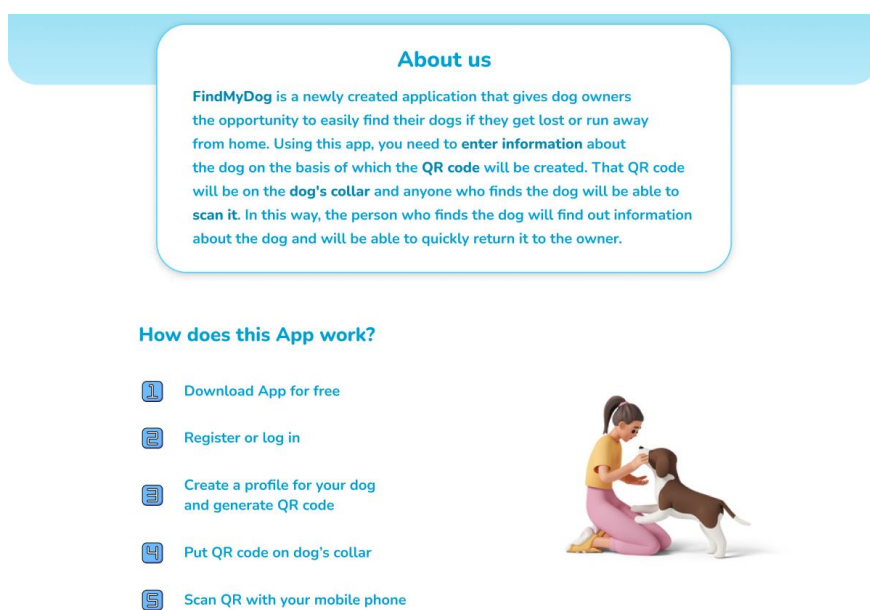 About us
FindMyDog is a newly created application that gives dog owners
the opportunity to easily find their dogs if they get lost or run away
from home. Using this app, you need to enter information about
the dog on the basis of which the QR code will be created. That QR code
will be on the dog's collar and anyone who finds the dog will be able to
scan it. In this way, the person who finds the dog will find out information
about the dog and will be able to quickly return it to the owner.
How does this App work?
1 Download App for free
2 Register or log in
3 Create a profile for your dog
and generate QR code
4 Put QR code on dog’s collar
5 Scan QR with your mobile phone